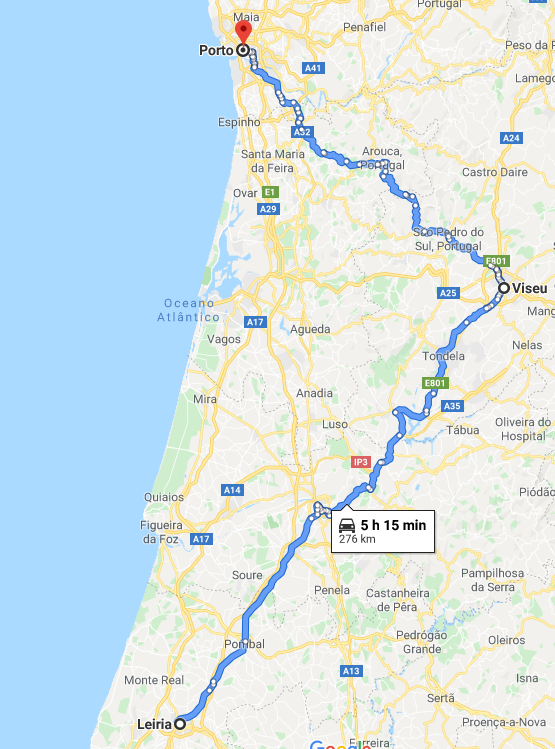 Portugal
Maia
Penafiel
Porto
Peso da
A41
Lamego
Espinho
A32
A24
Santa Maria
da Feira
Arouca,
Portugal
Castro Daire
Ovar
E1
A29
São Pedro do
Sul, Portugal
E801
Viseu
A25
Oceano
Atlântico
Mang
A17
Agueda
Vagos
Nelas
Tondela
E801
Mira
Anadia
A35
Luso
Tábua
Oliveira do
Hospital
IP3
A14
Quiaios
Piódão
Figueira
da Foz
A17
5 h 15 min
276 km
Soure
Penela
Pampilhosa
da Serra
Castanheira
de Pêra
Pombal
Pedrógão
Grande
Oleiros
Monte Real
A13
Isna
Sertã
Leiria
Proença-a-Nova
Google
Ferreira